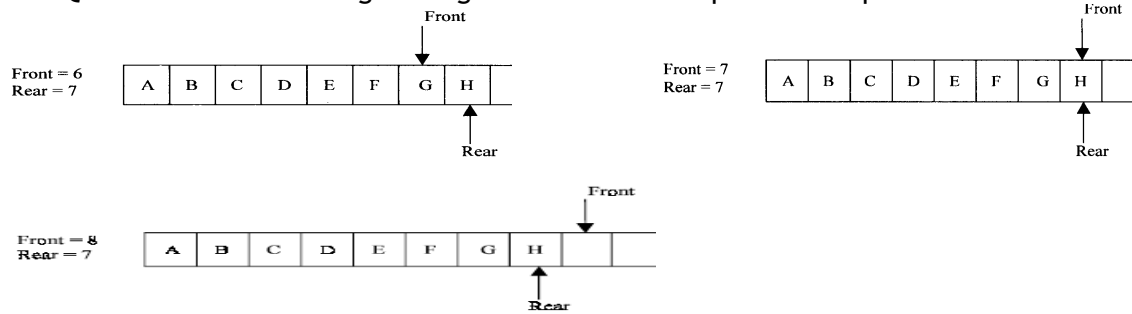 Front
Front = 6
Rear = 7
A B C D E F G H
Rear
Front
Front = 7
Rear = 7
A B C D E F G H
Rear
Front
Front = 8
Rear = 7
A B C D E F G H
Rear